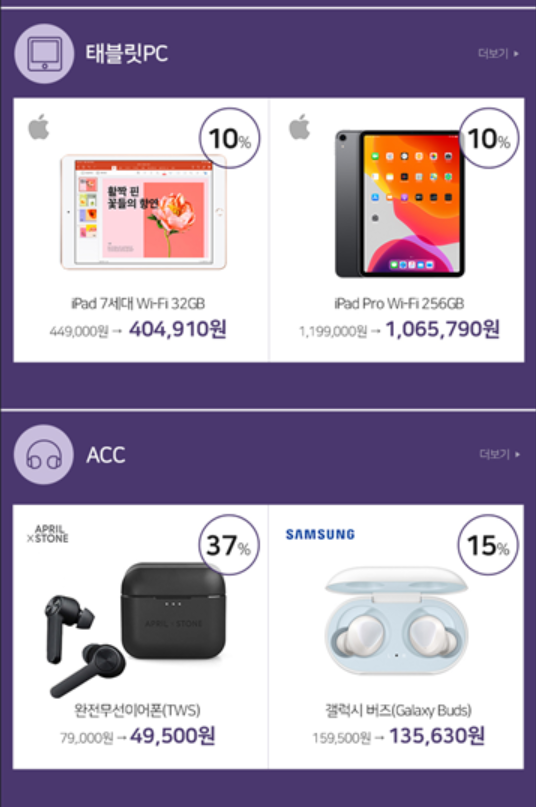 태블릿PC
더보기 ▶
10%
활짝 핀
꽃들의 향연
iPad 7세대 Wi-Fi 32GB
449,000원 → 404,910원
10%
iPad Pro Wi-Fi 256GB
1,199,000원 → 1,065,790원
ACC
더보기 ▶
APRIL
×STONE
37%
APRIL × STONE
완전무선이어폰(TWS)
79,000원 → 49,500원
SAMSUNG
15%
갤럭시 버즈(Galaxy Buds)
159,500원 → 135,630원